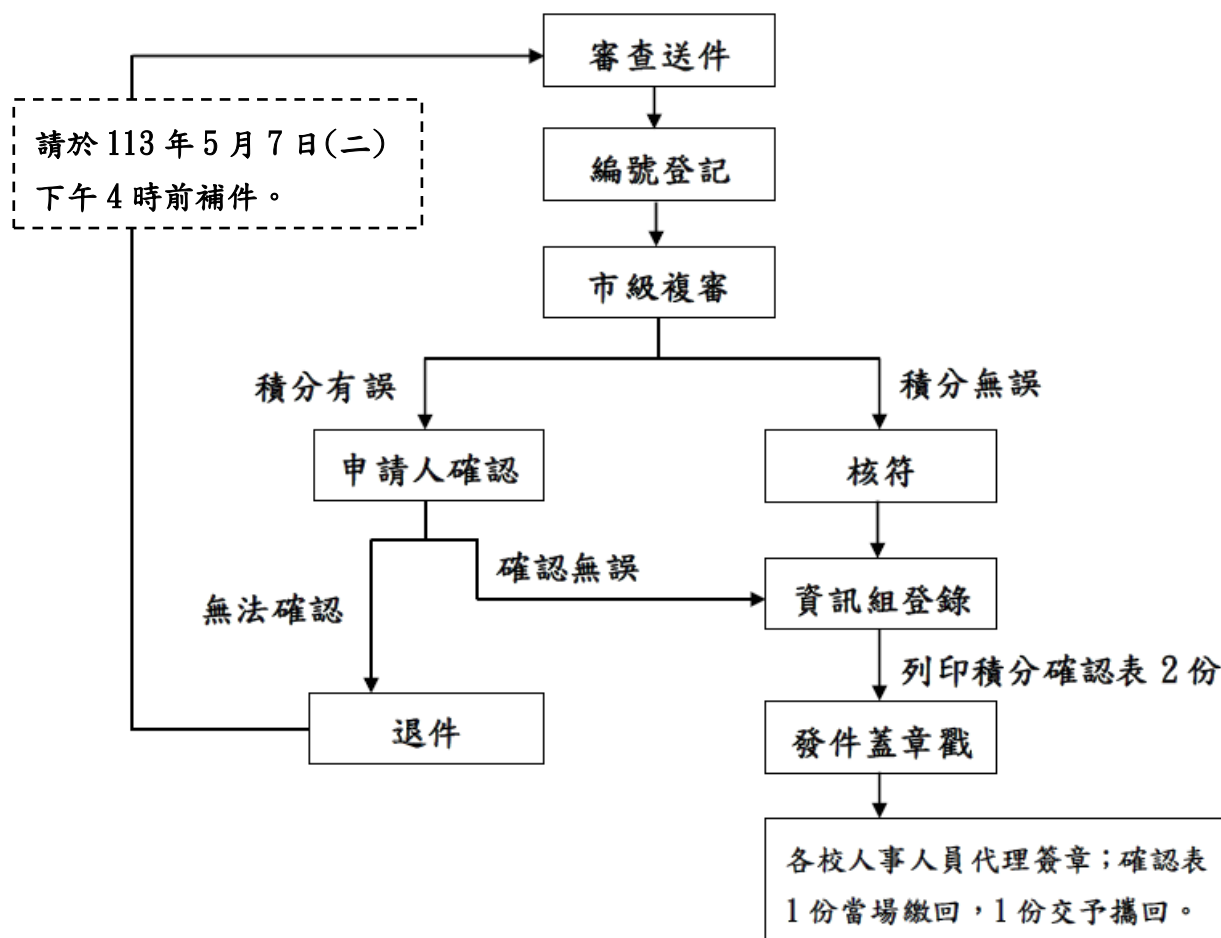 審查送件
請於 113 年 5 月 7 日(二)
下午 4 時前補件。
編號登記
市級複審
積分有誤
積分無誤
申請人確認
核符
確認無誤
無法確認
資訊組登錄
列印積分確認表 2 份
退件
發件蓋章戳
各校人事人員代理簽章；確認表
1 份當場繳回，1 份交予攜回。